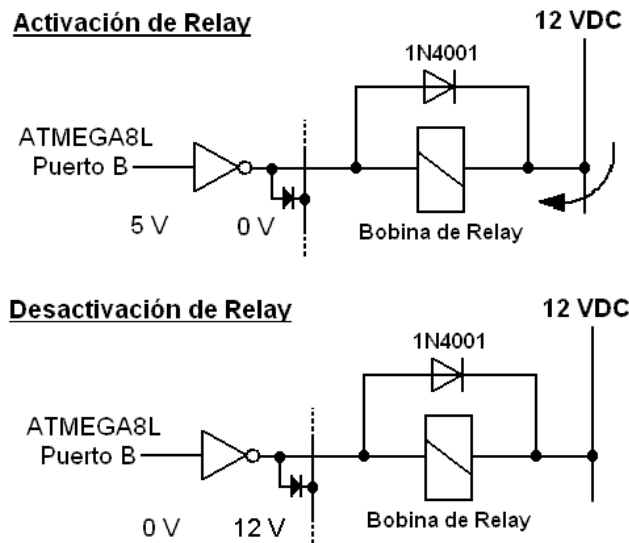 Activación de Relay
12 VDC
1N4001
ATMEGA8L
Puerto B
5 V
0 V
Bobina de Relay
Desactivación de Relay
12 VDC
1N4001
ATMEGA8L
Puerto B
0 V
12 V
Bobina de Relay